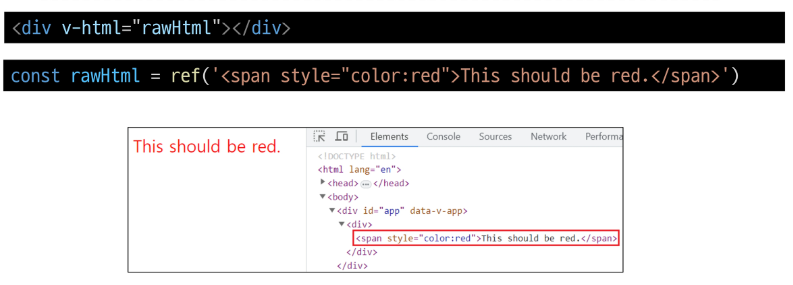 <div v-html="rawHtml"></div>
const rawHtml = ref('<span style="color:red">This should be red.</span>')
This should be red.
Elements Console Sources Network Performa
<!DOCTYPE html>
<html lang="en">
▶<head> ⋯ </head>
▼<body>
▼<div id="app" data-v-app>
▼<div>
<span style="color:red">This should be red.</span>
</div>
</div>